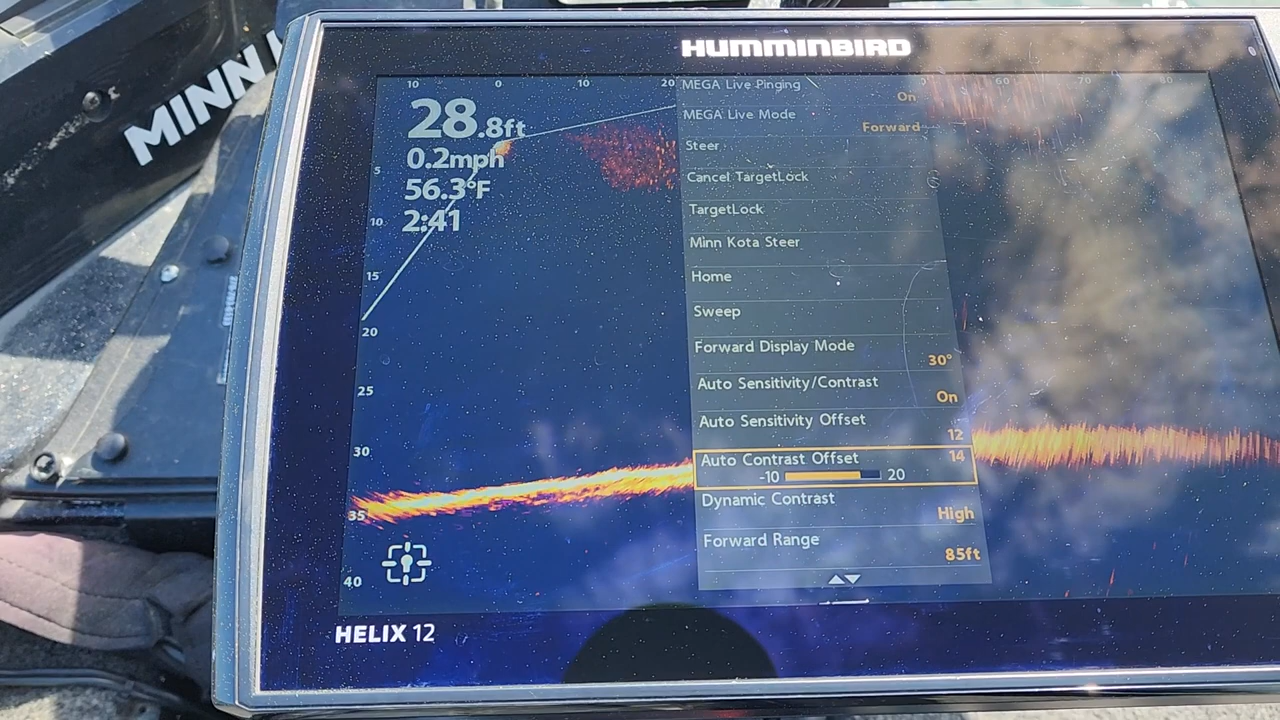 MINN
HUMMINBIRD
10 0 10 20 60
28.8ft
0.2mph
56.3°F
2:41
5
10
15
20
25
30
35
40
MEGA Live Pinging
On
MEGA Live Mode
Forward
Steer
Cancel TargetLock
TargetLock
Minn Kota Steer
Home
Sweep
Forward Display Mode
30°
Auto Sensitivity/Contrast
On
Auto Sensitivity Offset
12
Auto Contrast Offset 14
-10 20
Dynamic Contrast
High
Forward Range
85ft
HELIX 12